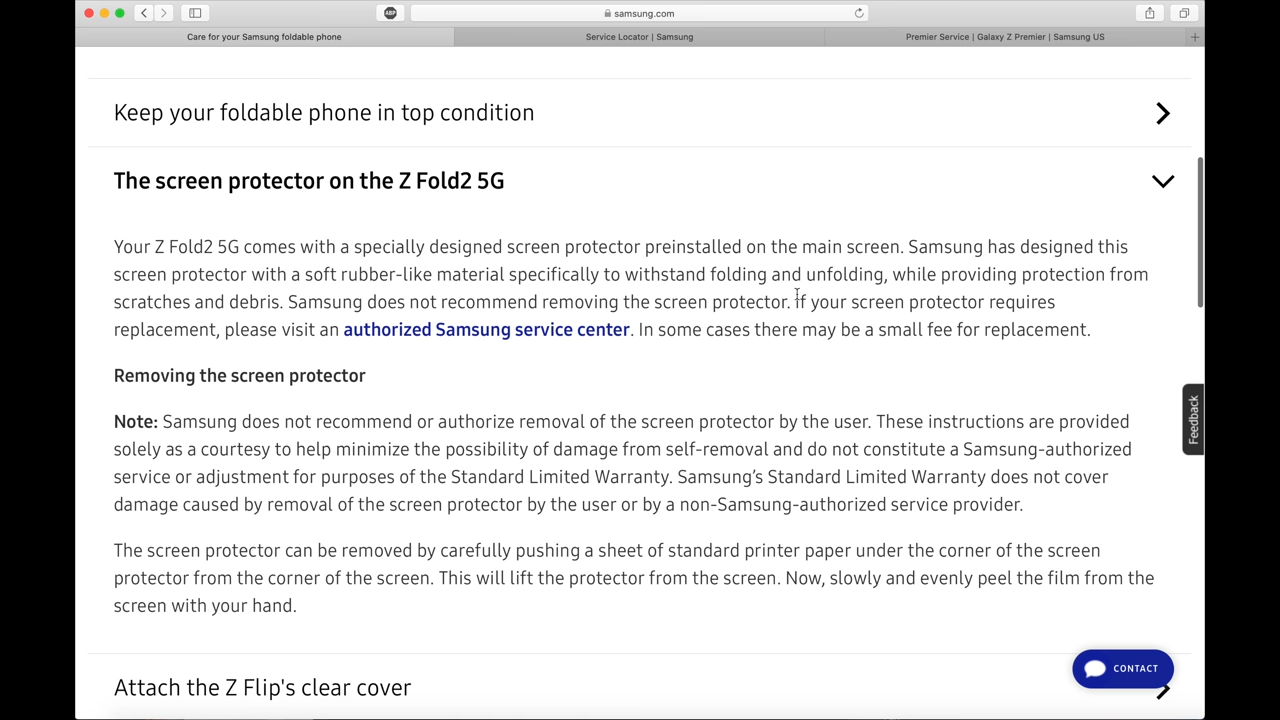 ABP
samsung.com
Care for your Samsung foldable phone
Service Locator | Samsung
Premier Service | Galaxy Z Premier | Samsung US
Keep your foldable phone in top condition
The screen protector on the Z Fold2 5G
Your Z Fold2 5G comes with a specially designed screen protector preinstalled on the main screen. Samsung has designed this
screen protector with a soft rubber-like material specifically to withstand folding and unfolding, while providing protection from
scratches and debris. Samsung does not recommend removing the screen protector. If your screen protector requires
replacement, please visit an authorized Samsung service center. In some cases there may be a small fee for replacement.
Removing the screen protector
Note: Samsung does not recommend or authorize removal of the screen protector by the user. These instructions are provided
solely as a courtesy to help minimize the possibility of damage from self-removal and do not constitute a Samsung-authorized
service or adjustment for purposes of the Standard Limited Warranty. Samsung’s Standard Limited Warranty does not cover
damage caused by removal of the screen protector by the user or by a non-Samsung-authorized service provider.
The screen protector can be removed by carefully pushing a sheet of standard printer paper under the corner of the screen
protector from the corner of the screen. This will lift the protector from the screen. Now, slowly and evenly peel the film from the
screen with your hand.
Attach the Z Flip's clear cover
Feedback
CONTACT